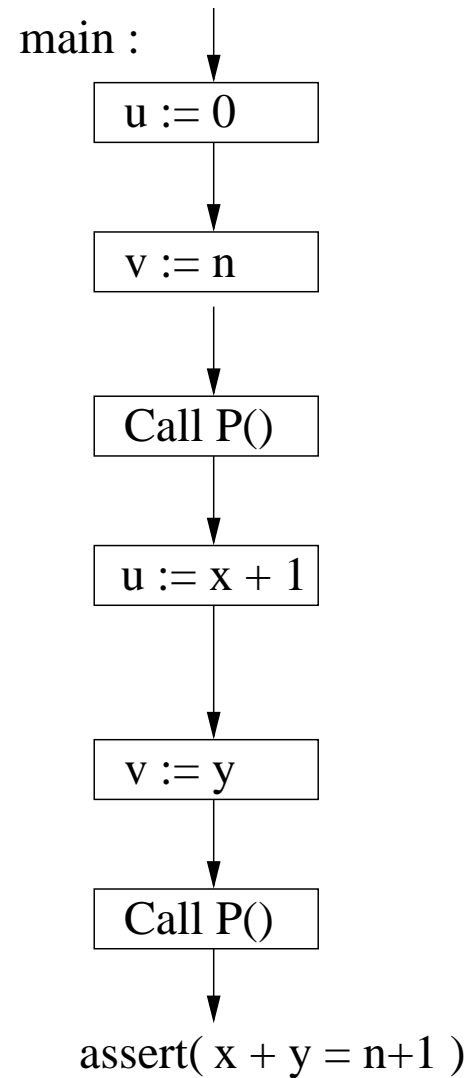 main :
u := 0
v := n
Call P()
u := x + 1
v := y
Call P()
assert( x + y = n+1 )